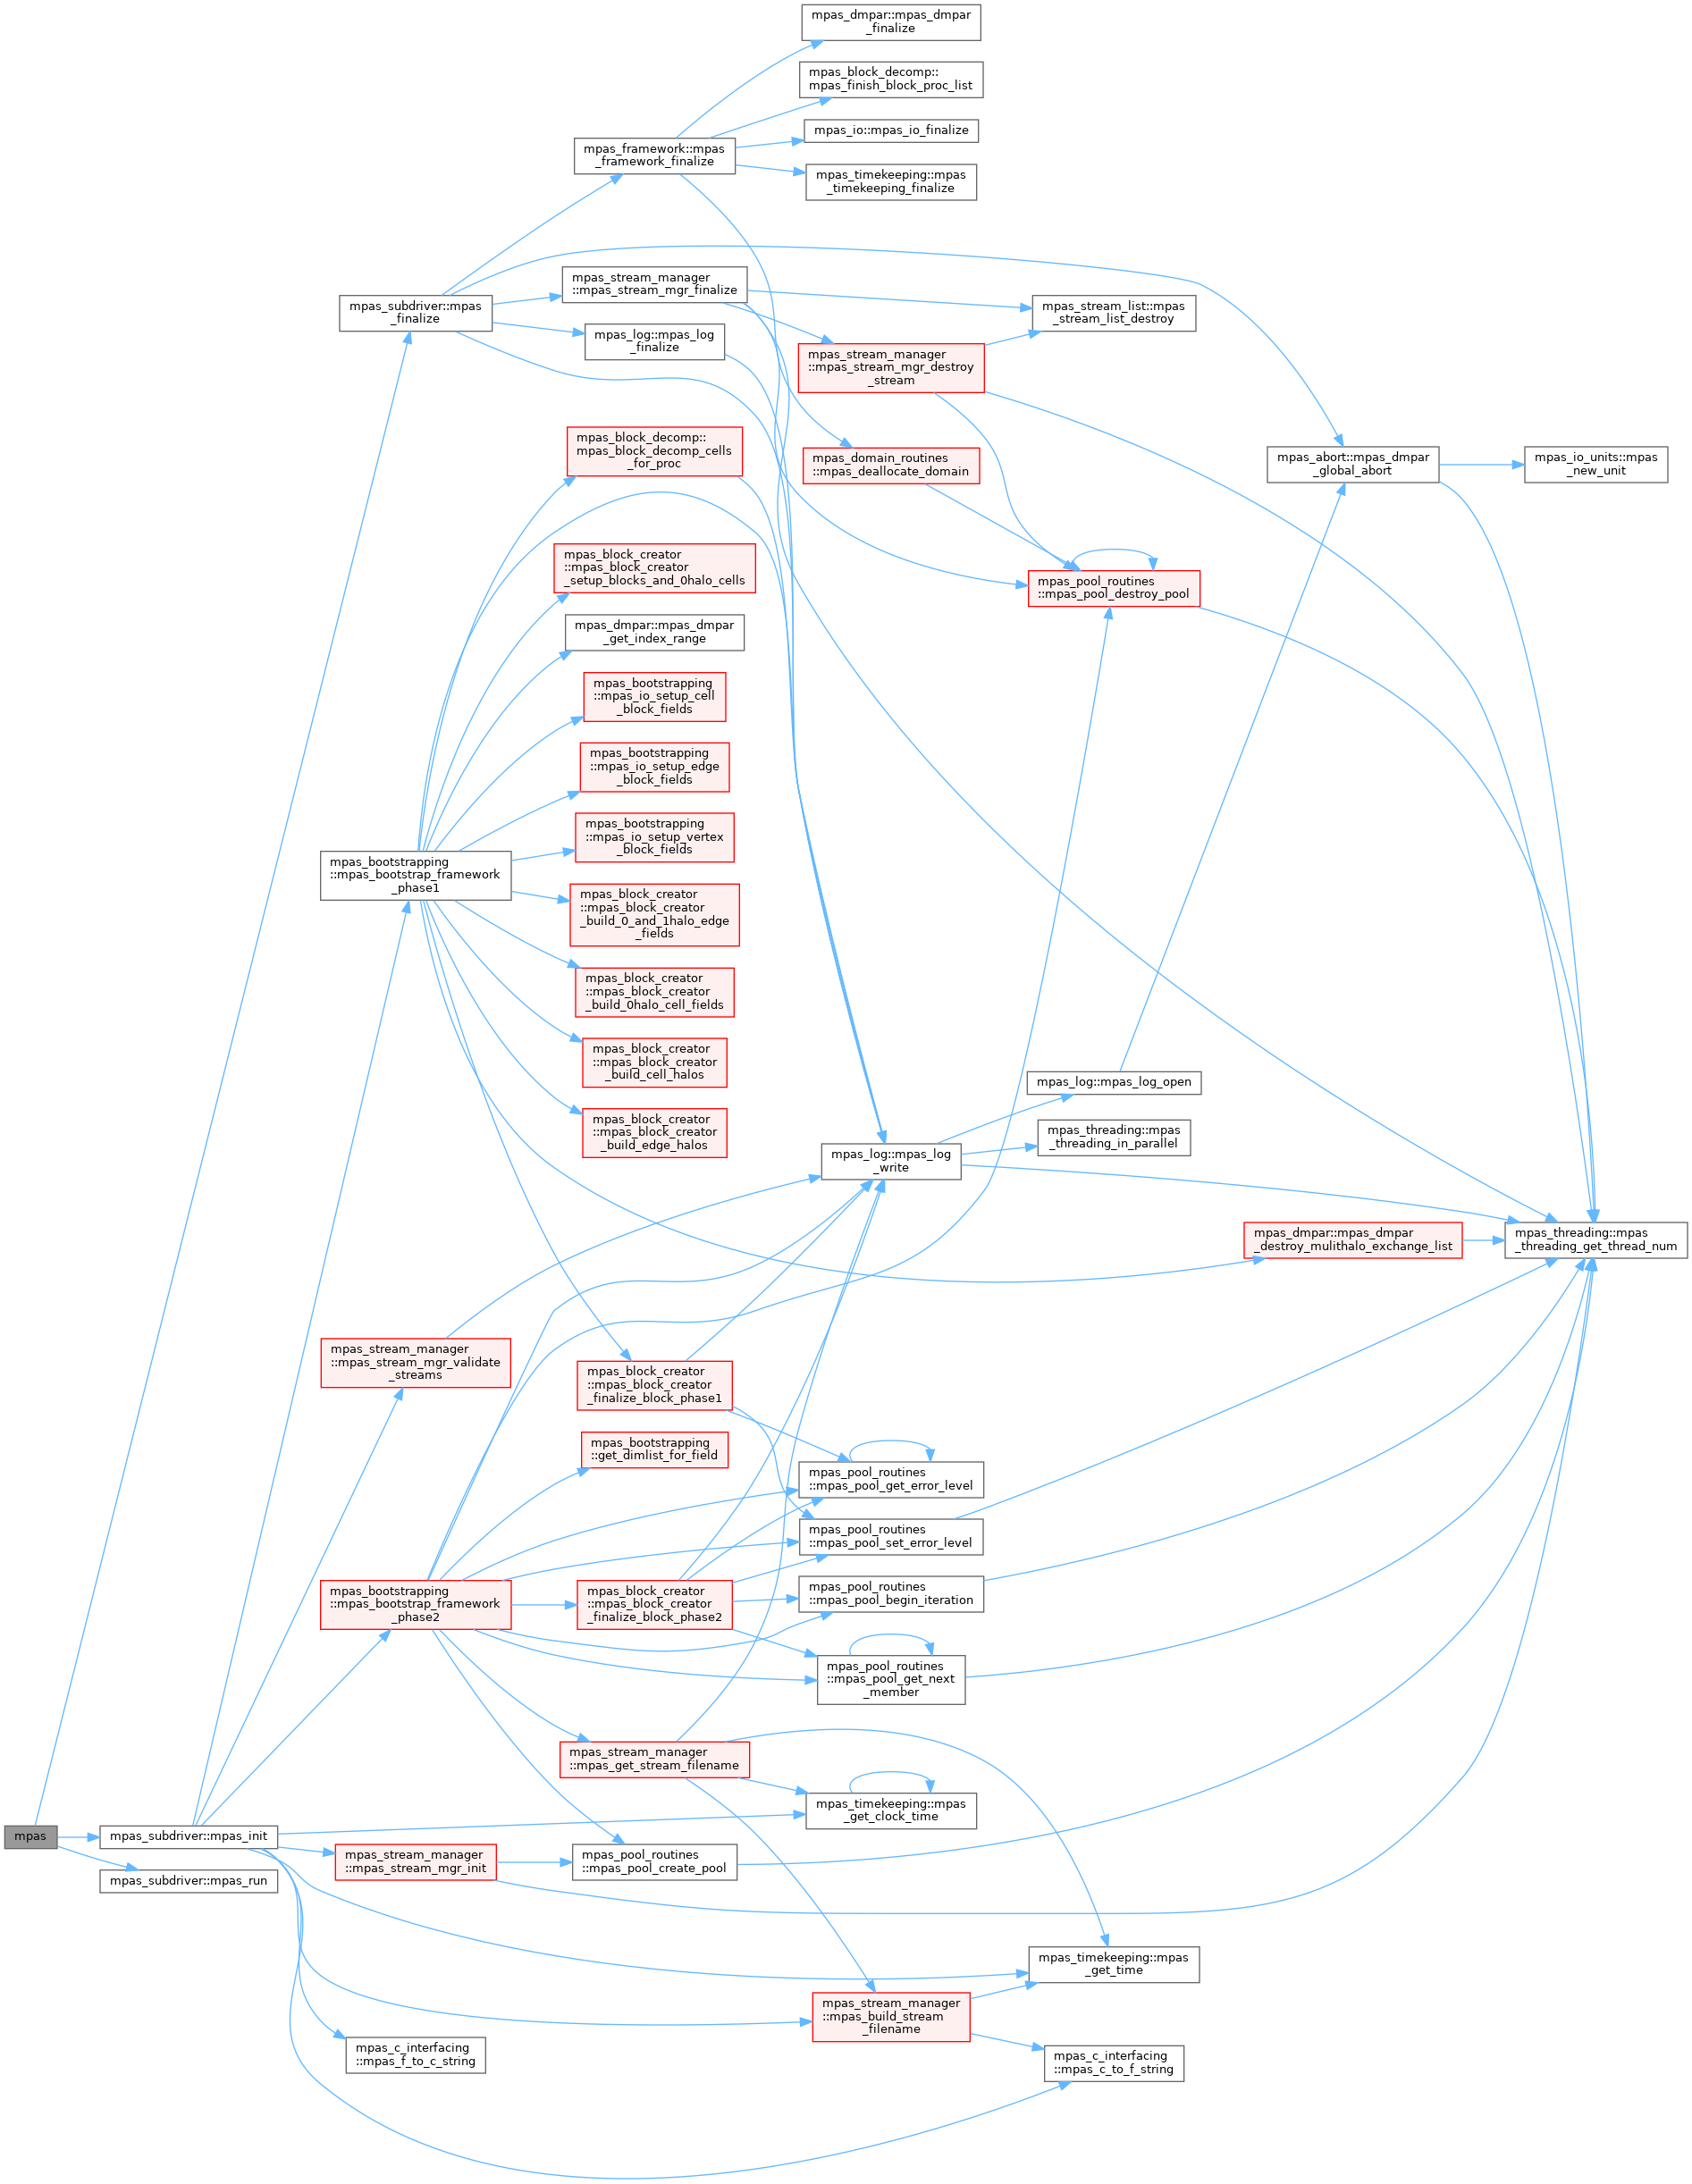 mpas_dmpar::mpas_dmpar
_finalize
mpas_block_decomp::
mpas_finish_block_proc_list
mpas_io::mpas_io_finalize
mpas_framework::mpas
_framework_finalize
mpas_timekeeping::mpas
_timekeeping_finalize
mpas_subdriver::mpas
_finalize
mpas_stream_manager
::mpas_stream_mgr_finalize
mpas_stream_list::mpas
_stream_list_destroy
mpas_log::mpas_log
_finalize
mpas_stream_manager
::mpas_stream_mgr_destroy
_stream
mpas_block_decomp::
mpas_block_decomp_cells
_for_proc
mpas_domain_routines
::mpas_deallocate_domain
mpas_abort::mpas_dmpar
_global_abort
mpas_io_units::mpas
_new_unit
mpas_block_creator
::mpas_block_creator
_setup_blocks_and_0halo_cells
mpas_pool_routines
::mpas_pool_destroy_pool
mpas_dmpar::mpas_dmpar
_get_index_range
mpas_bootstrapping
::mpas_io_setup_cell
_block_fields
mpas_bootstrapping
::mpas_io_setup_edge
_block_fields
mpas_bootstrapping
::mpas_io_setup_vertex
_block_fields
mpas_bootstrapping
::mpas_bootstrap_framework
_phase1
mpas_block_creator
::mpas_block_creator
_build_0_and_1halo_edge
_fields
mpas_block_creator
::mpas_block_creator
_build_0halo_cell_fields
mpas_block_creator
::mpas_block_creator
_build_cell_halos
mpas_log::mpas_log_open
mpas_block_creator
::mpas_block_creator
_build_edge_halos
mpas_threading::mpas
_threading_in_parallel
mpas_log::mpas_log
_write
mpas_dmpar::mpas_dmpar
_destroy_mulithalo_exchange_list
mpas_threading::mpas
_threading_get_thread_num
mpas_stream_manager
::mpas_stream_mgr_validate
_streams
mpas_block_creator
::mpas_block_creator
_finalize_block_phase1
mpas_bootstrapping
::get_dimlist_for_field
mpas_pool_routines
::mpas_pool_get_error_level
mpas_pool_routines
::mpas_pool_set_error_level
mpas_bootstrapping
::mpas_bootstrap_framework
_phase2
mpas_block_creator
::mpas_block_creator
_finalize_block_phase2
mpas_pool_routines
::mpas_pool_begin_iteration
mpas_pool_routines
::mpas_pool_get_next
_member
mpas_stream_manager
::mpas_get_stream_filename
mpas_timekeeping::mpas
_get_clock_time
mpas
mpas_subdriver::mpas_init
mpas_stream_manager
::mpas_stream_mgr_init
mpas_pool_routines
::mpas_pool_create_pool
mpas_subdriver::mpas_run
mpas_timekeeping::mpas
_get_time
mpas_stream_manager
::mpas_build_stream
_filename
mpas_c_interfacing
::mpas_f_to_c_string
mpas_c_interfacing
::mpas_c_to_f_string